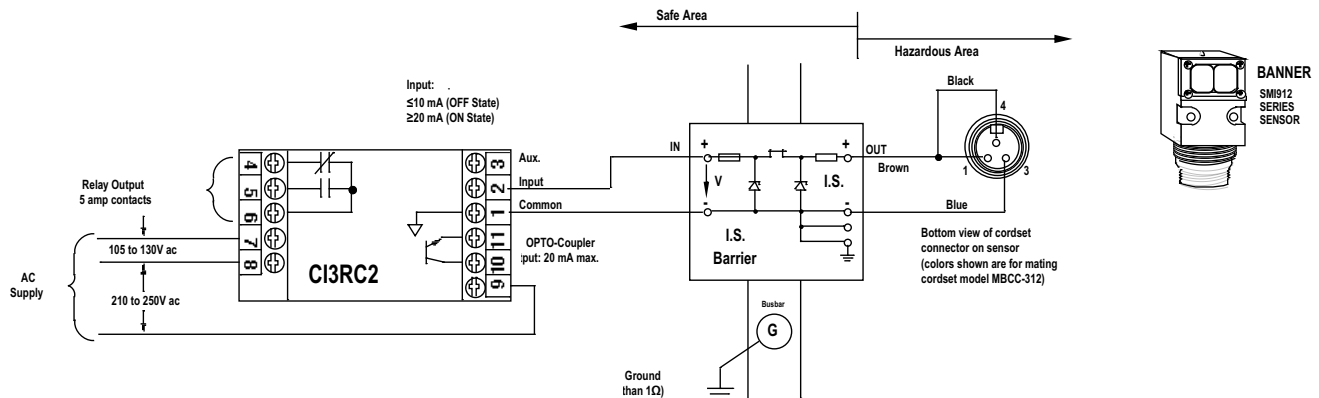 Safe Area
Hazardous Area
Input:
≤10 mA (OFF State)
≥20 mA (ON State)
Black
4
BANNER
SMI912
SERIES
SENSOR
IN
+
+
OUT
Brown
1
3
V
I.S.
-
-
Blue
I.S.
Barrier
Bottom view of cordset
connector on sensor
(colors shown are for mating
cordset model MBCC-312)
4
5
6
7
8
3
2
1
11
10
9
Aux.
Input
Common
OPTO-Coupler
20 mA max.
CI3RC2
Relay Output
5 amp contacts
105 to 130V ac
AC
Supply
210 to 250V ac
Busbar
G
Ground
than 1Ω)